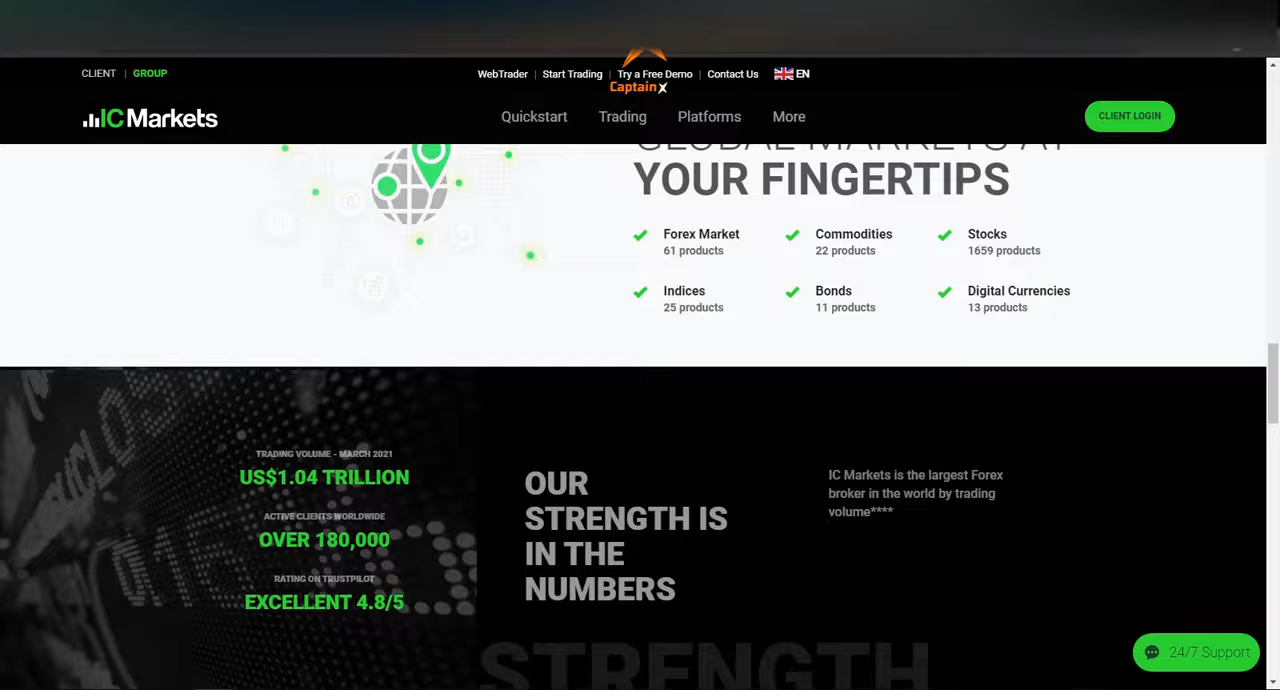 CLIENT | GROUP
WebTrader | Start Trading | Try a Free Demo | Contact Us EN
CaptainX
IC Markets
Quickstart Trading Platforms More
CLIENT LOGIN
GLOBAL MARKETS AT
YOUR FINGERTIPS
Forex Market
61 products
Commodities
22 products
Stocks
1659 products
Indices
25 products
Bonds
11 products
Digital Currencies
13 products
TRADING VOLUME - MARCH 2021
US$1.04 TRILLION
ACTIVE CLIENTS WORLDWIDE
OVER 180,000
RATING ON TRUSTPILOT
EXCELLENT 4.8/5
OUR
STRENGTH IS
IN THE
NUMBERS
IC Markets is the largest Forex
broker in the world by trading
volume****
STRENGTH
24/7 Support